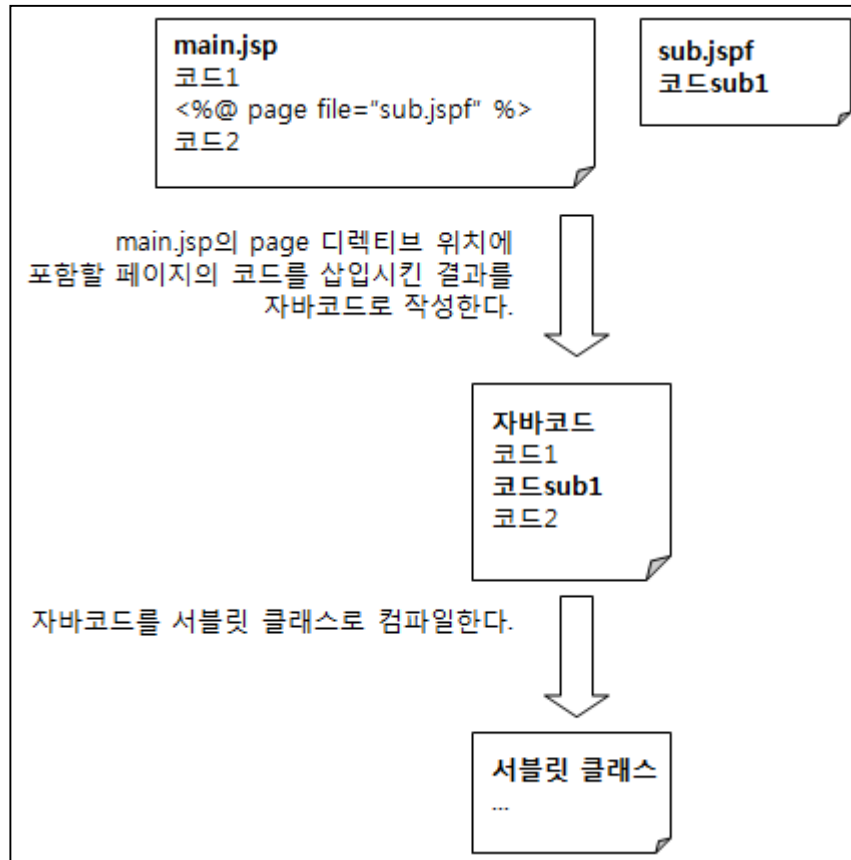 main.jsp
코드1
<%@ page file="sub.jspf" %>
코드2
sub.jspf
코드sub1
main.jsp의 page 디렉티브 위치에
포함할 페이지의 코드를 삽입시킨 결과를
자바코드로 작성한다.
자바코드
코드1
코드sub1
코드2
자바코드를 서블릿 클래스로 컴파일한다.
서블릿 클래스
...